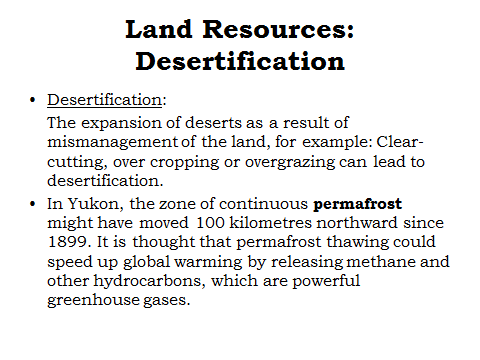 Land Resources:
Desertification
• Desertification:
The expansion of deserts as a result of
mismanagement of the land, for example: Clear-
cutting, over cropping or overgrazing can lead to
desertification.
• In Yukon, the zone of continuous permafrost
might have moved 100 kilometres northward since
1899. It is thought that permafrost thawing could
speed up global warming by releasing methane and
other hydrocarbons, which are powerful
greenhouse gases.